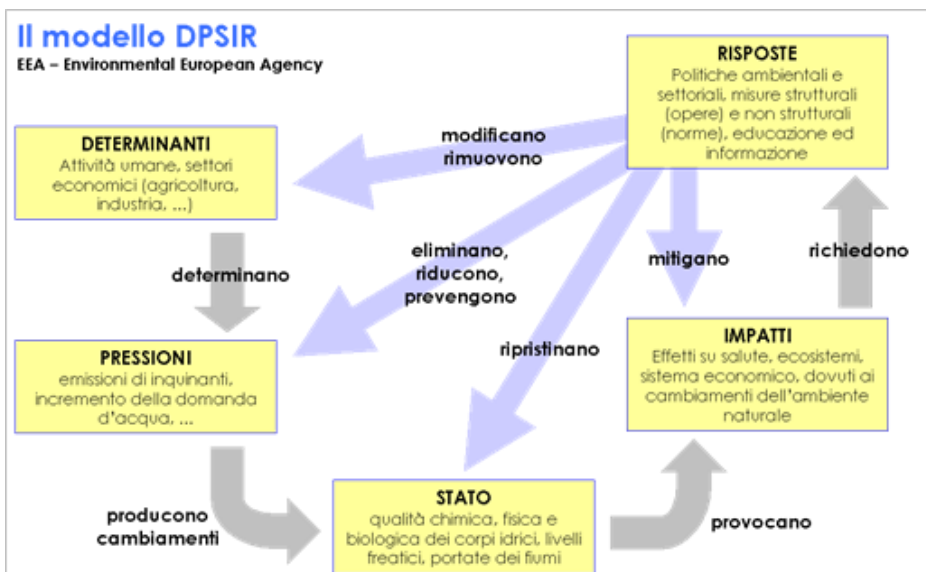 Il modello DPSIR
EEA – Environmental European Agency
RISPOSTE
Politiche ambientali e
settoriali, misure strutturali
(opere) e non strutturali
(norme), educazione ed
informazione
DETERMINANTI
Attività umane, settori
economici (agricoltura,
industria, ...)
modificano
rimuovono
determinano
eliminano,
riducono,
prevengono
mitigano
richiedono
ripristinano
PRESSIONI
emissioni di inquinanti,
incremento della domanda
d'acqua, ...
IMPATTI
Effetti su salute, ecosistemi,
sistema economico, dovuti ai
cambiamenti dell'ambiente
naturale
producono
cambiamenti
STATO
qualità chimica, fisica e
biologica dei corpi idrici, livelli
freatici, portate dei fiumi
provocano